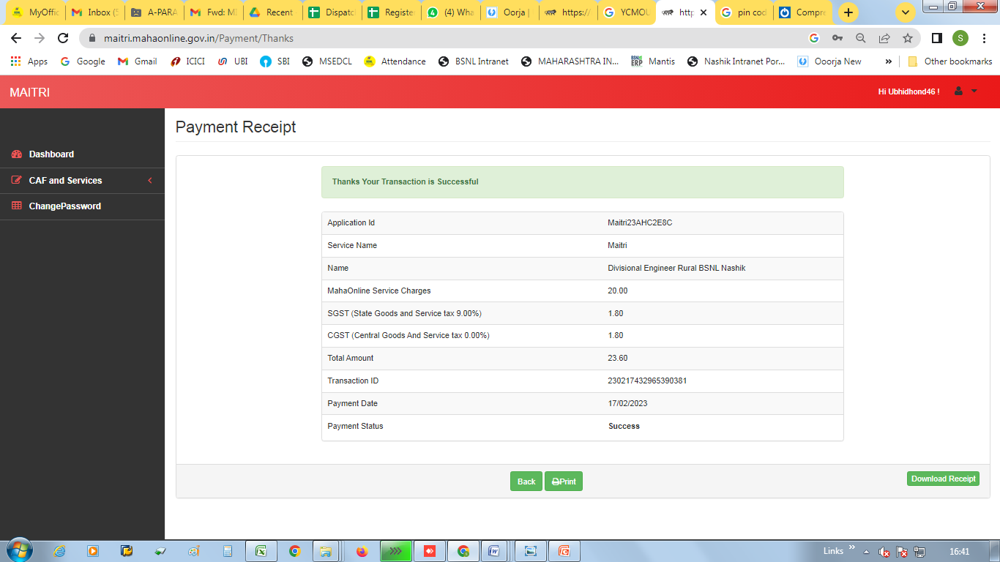 MyOffic
Inbox (5
A-PARA
Fwd: M
Recent
Dispatc
Registe
(4) Wha
Oorja
https:/
YCMOU
http
pin cod
Compre
maitri.mahaonline.gov.in/Payment/Thanks
S
Apps
Google
Gmail
ICICI
UBI
SBI
MSEDCL
Attendance
BSNL Intranet
MAHARASHTRA IN...
Mantis
Nashik Intranet Por...
Ooorja New
»
Other bookmarks
MAITRI
Hi Ubhidhond46 !
Dashboard
CAF and Services
ChangePassword
Payment Receipt
Thanks Your Transaction is Successful
Application Id Maitri23AHC2E8C
Service Name Maitri
Name Divisional Engineer Rural BSNL Nashik
MahaOnline Service Charges 20.00
SGST (State Goods and Service tax 9.00%) 1.80
CGST (Central Goods And Service tax 0.00%) 1.80
Total Amount 23.60
Transaction ID 230217432965390381
Payment Date 17/02/2023
Payment Status Success
Back
Print
Download Receipt
Links »
16:41